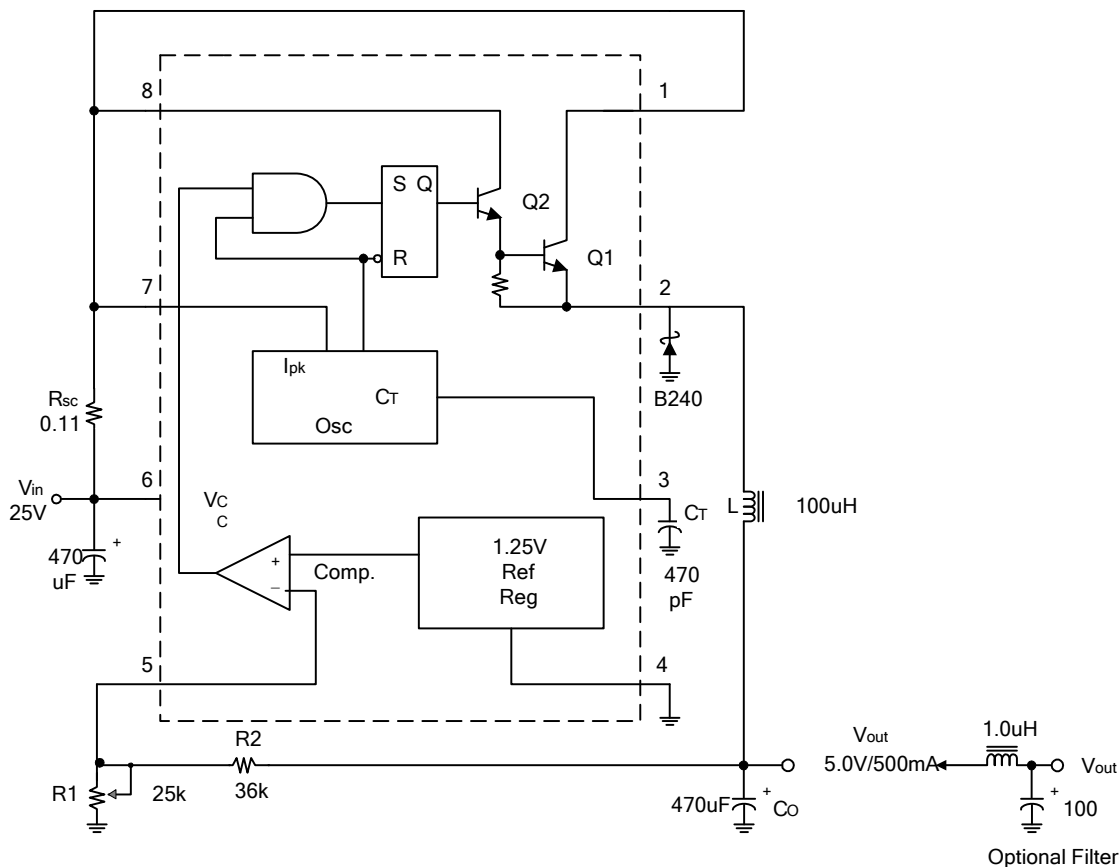 8
1
S Q
Q2
R
Q1
7
2
Ipk
CT
Osc
B240
Rsc
0.11
6
3
Vin
25V
VC
C
L
100uH
CT
470
uF
+
+
−
Comp.
1.25V
Ref
Reg
470
pF
5
4
R2
36k
R1
25k
470uF
+
CO
Vout
5.0V/500mA
1.0uH
Vout
+
100
Optional Filter